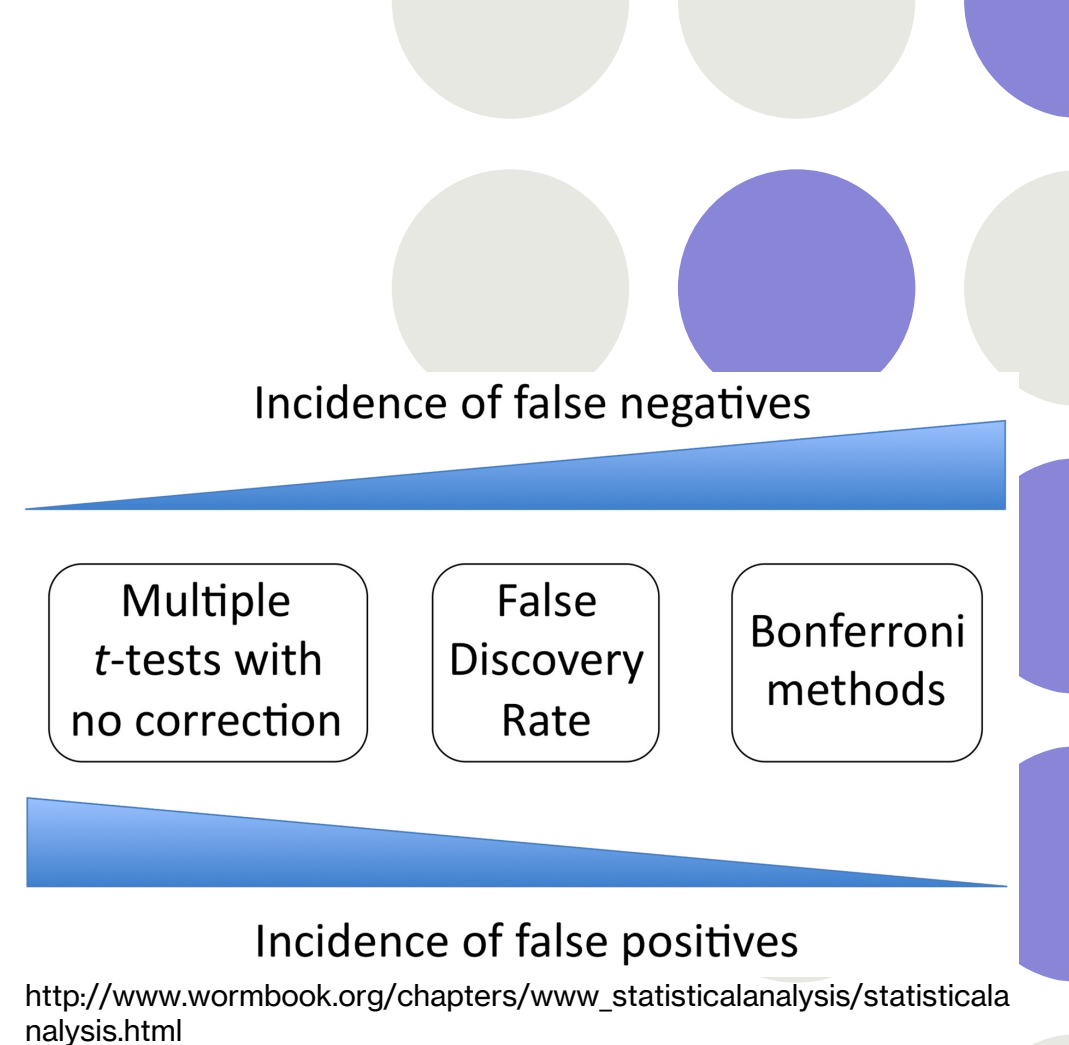 Incidence of false negatives
Multiple
t-tests with
no correction
False
Discovery
Rate
Bonferroni
methods
Incidence of false positives
http://www.wormbook.org/chapters/www_statisticalanalysis/statisticala
nalysis.html